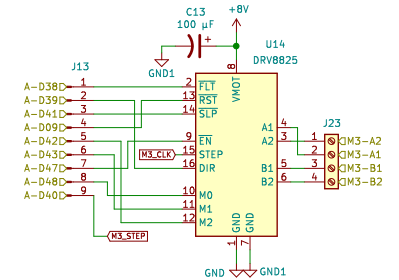 C13
100 µF
+
+8V
GND1
U14
DRV8825
J13
A-D38 1
A-D39 2
A-D41 3
A-D09 4
A-D42 5
A-D43 6
A-D47 7
A-D48 8
A-D40 9
8
VMOT
2 FLT
13 RST
14 SLP
9 EN
M3_CLK 15 STEP
16 DIR
10 M0
11 M1
12 M2
M3_STEP
A1 4
A2 3
B1 5
B2 6
J23
1 M3-A2
2 M3-A1
3 M3-B1
4 M3-B2
GND GND
1 7
GND GND1